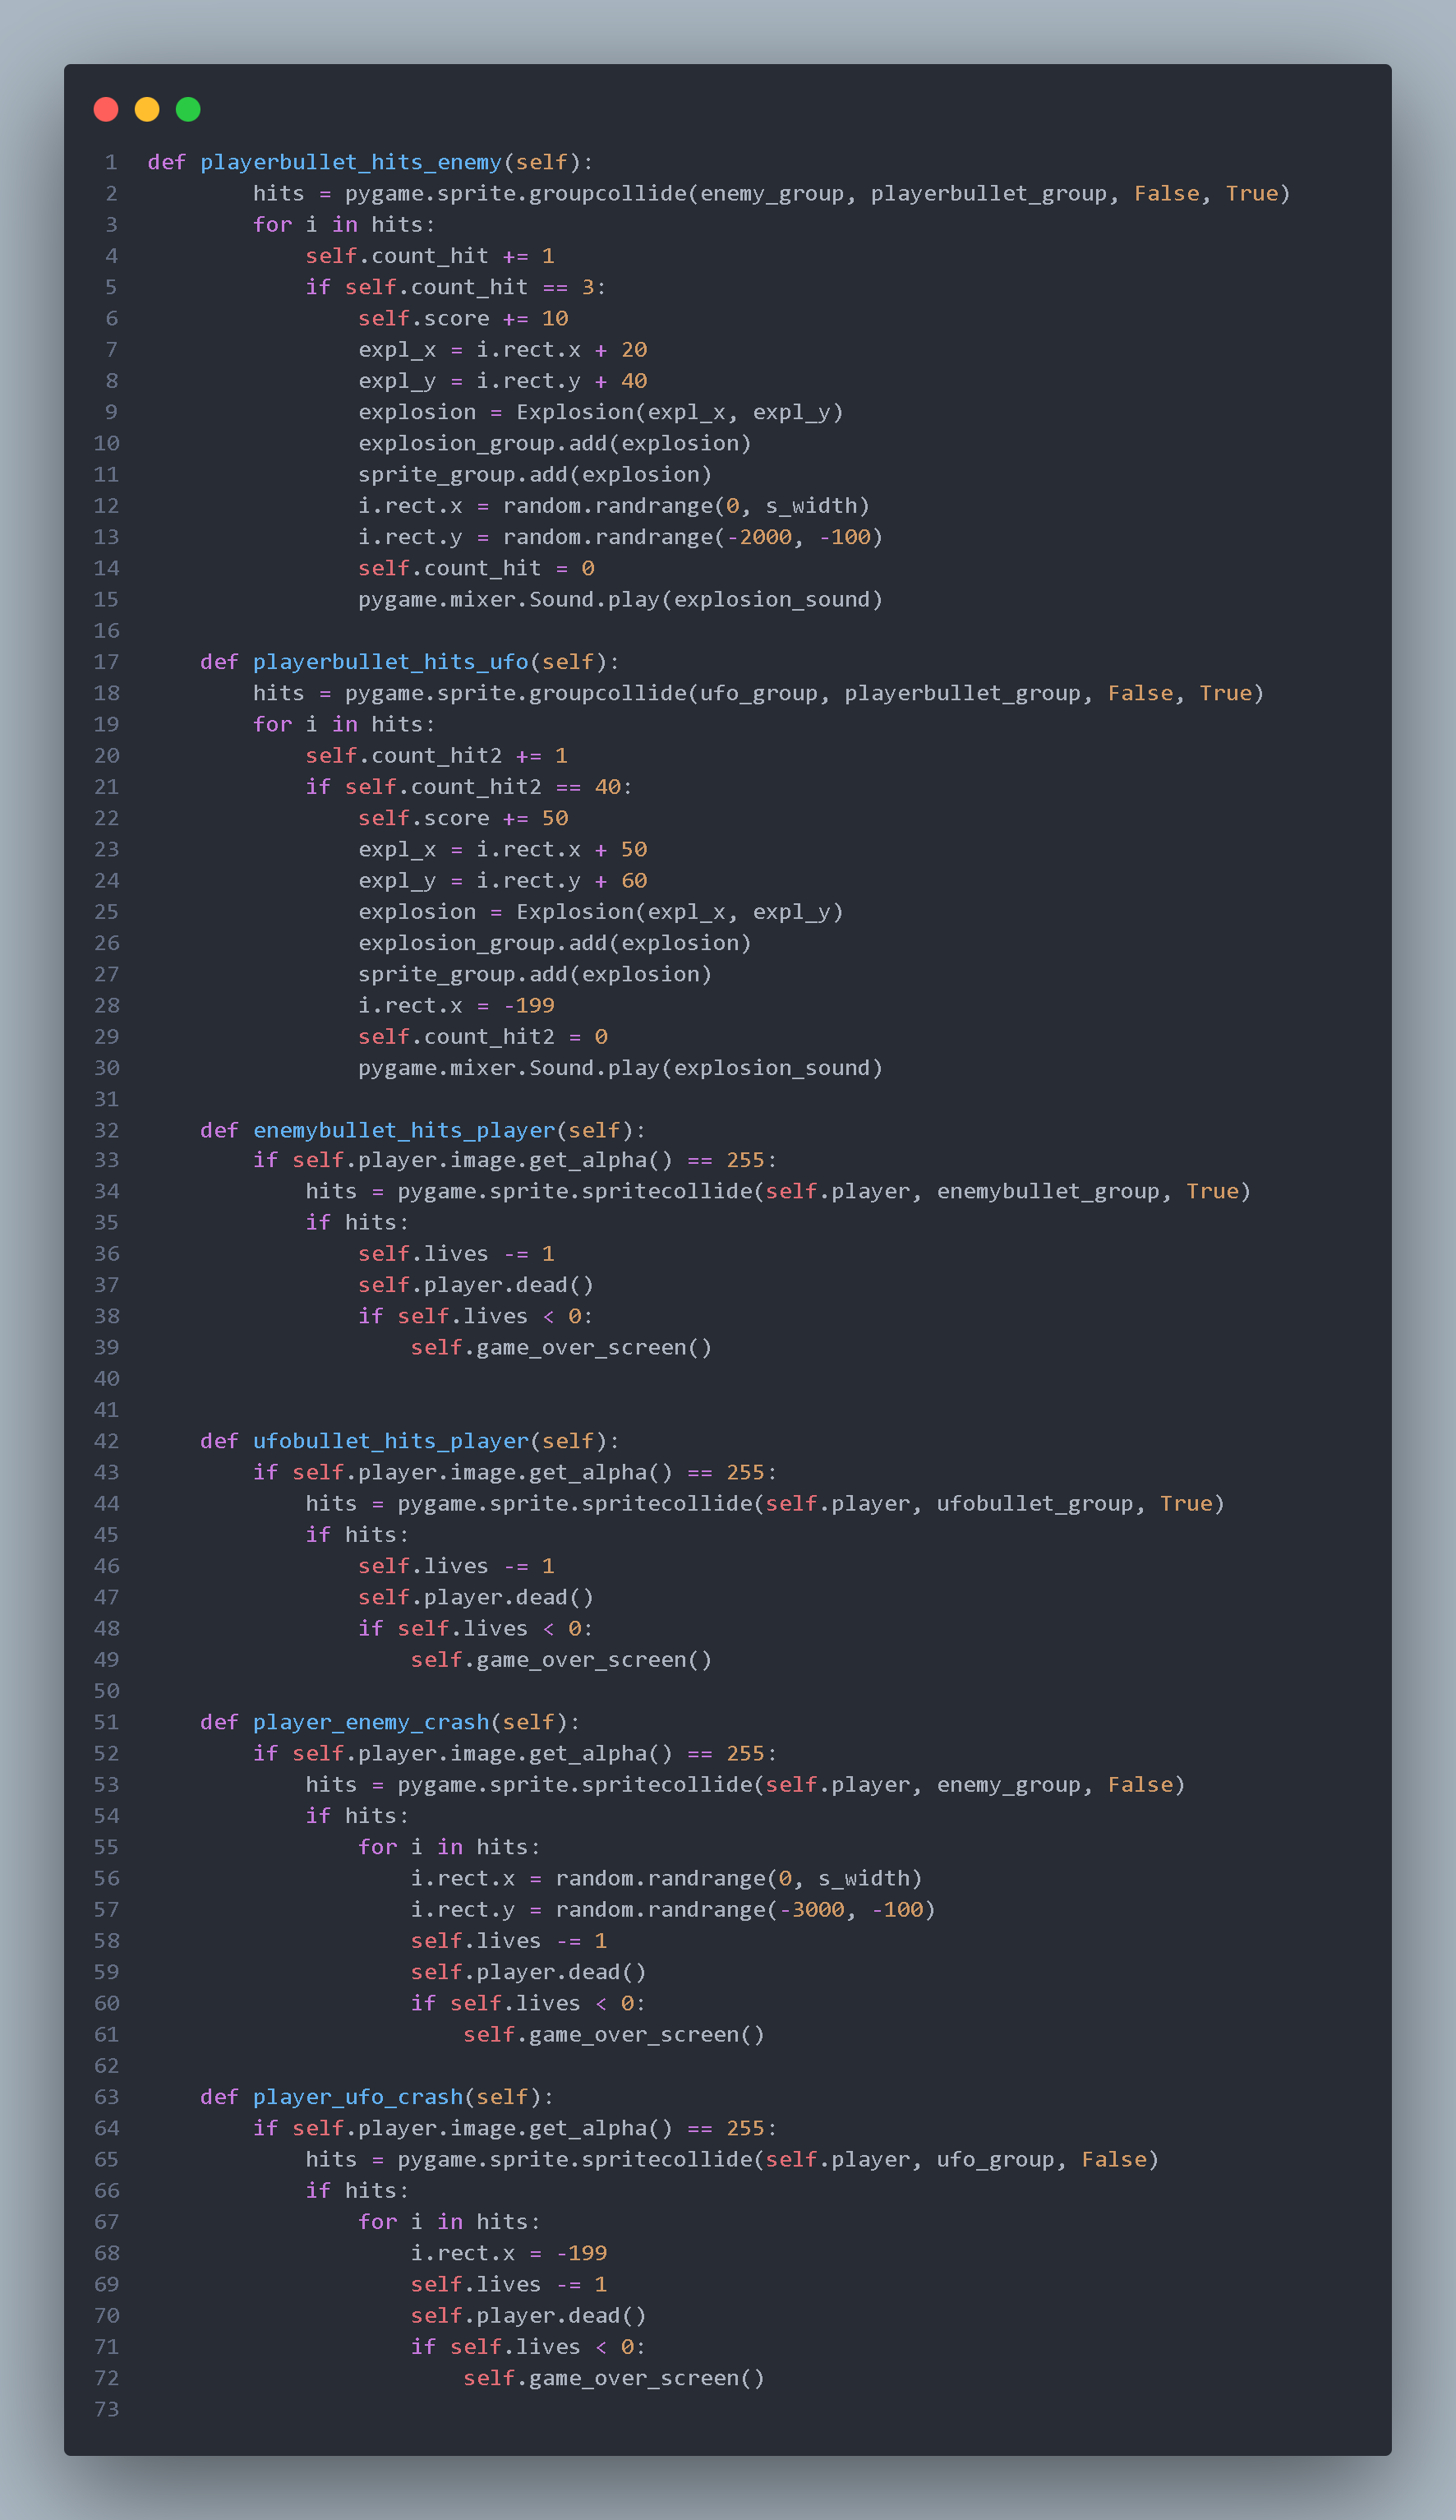 1 def playerbullet_hits_enemy(self):
2         hits = pygame.sprite.groupcollide(enemy_group, playerbullet_group, False, True)
3         for i in hits:
4             self.count_hit += 1
5             if self.count_hit == 3:
6                 self.score += 10
7                 expl_x = i.rect.x + 20
8                 expl_y = i.rect.y + 40
9                 explosion = Explosion(expl_x, expl_y)
10                 explosion_group.add(explosion)
11                 sprite_group.add(explosion)
12                 i.rect.x = random.randrange(0, s_width)
13                 i.rect.y = random.randrange(-2000, -100)
14                 self.count_hit = 0
15                 pygame.mixer.Sound.play(explosion_sound)
16
17     def playerbullet_hits_ufo(self):
18         hits = pygame.sprite.groupcollide(ufo_group, playerbullet_group, False, True)
19         for i in hits:
20             self.count_hit2 += 1
21             if self.count_hit2 == 40:
22                 self.score += 50
23                 expl_x = i.rect.x + 50
24                 expl_y = i.rect.y + 60
25                 explosion = Explosion(expl_x, expl_y)
26                 explosion_group.add(explosion)
27                 sprite_group.add(explosion)
28                 i.rect.x = -199
29                 self.count_hit2 = 0
30                 pygame.mixer.Sound.play(explosion_sound)
31
32     def enemybullet_hits_player(self):
33         if self.player.image.get_alpha() == 255:
34             hits = pygame.sprite.spritecollide(self.player, enemybullet_group, True)
35             if hits:
36                 self.lives -= 1
37                 self.player.dead()
38                 if self.lives < 0:
39                     self.game_over_screen()
40
41
42     def ufobullet_hits_player(self):
43         if self.player.image.get_alpha() == 255:
44             hits = pygame.sprite.spritecollide(self.player, ufobullet_group, True)
45             if hits:
46                 self.lives -= 1
47                 self.player.dead()
48                 if self.lives < 0:
49                     self.game_over_screen()
50
51     def player_enemy_crash(self):
52         if self.player.image.get_alpha() == 255:
53             hits = pygame.sprite.spritecollide(self.player, enemy_group, False)
54             if hits:
55                 for i in hits:
56                     i.rect.x = random.randrange(0, s_width)
57                     i.rect.y = random.randrange(-3000, -100)
58                     self.lives -= 1
59                     self.player.dead()
60                     if self.lives < 0:
61                         self.game_over_screen()
62
63     def player_ufo_crash(self):
64         if self.player.image.get_alpha() == 255:
65             hits = pygame.sprite.spritecollide(self.player, ufo_group, False)
66             if hits:
67                 for i in hits:
68                     i.rect.x = -199
69                     self.lives -= 1
70                     self.player.dead()
71                     if self.lives < 0:
72                         self.game_over_screen()
73